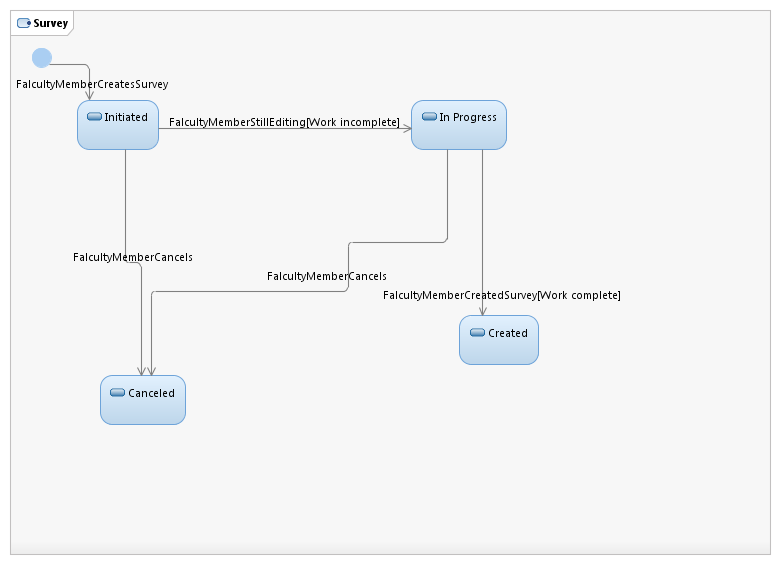 Survey
FalcultyMemberCreatesSurvey
Initiated
FalcultyMemberStillEditing[Work incomplete]
In Progress
FalcultyMemberCancels
FalcultyMemberCancels
FalcultyMemberCreatedSurvey[Work complete]
Created
Canceled